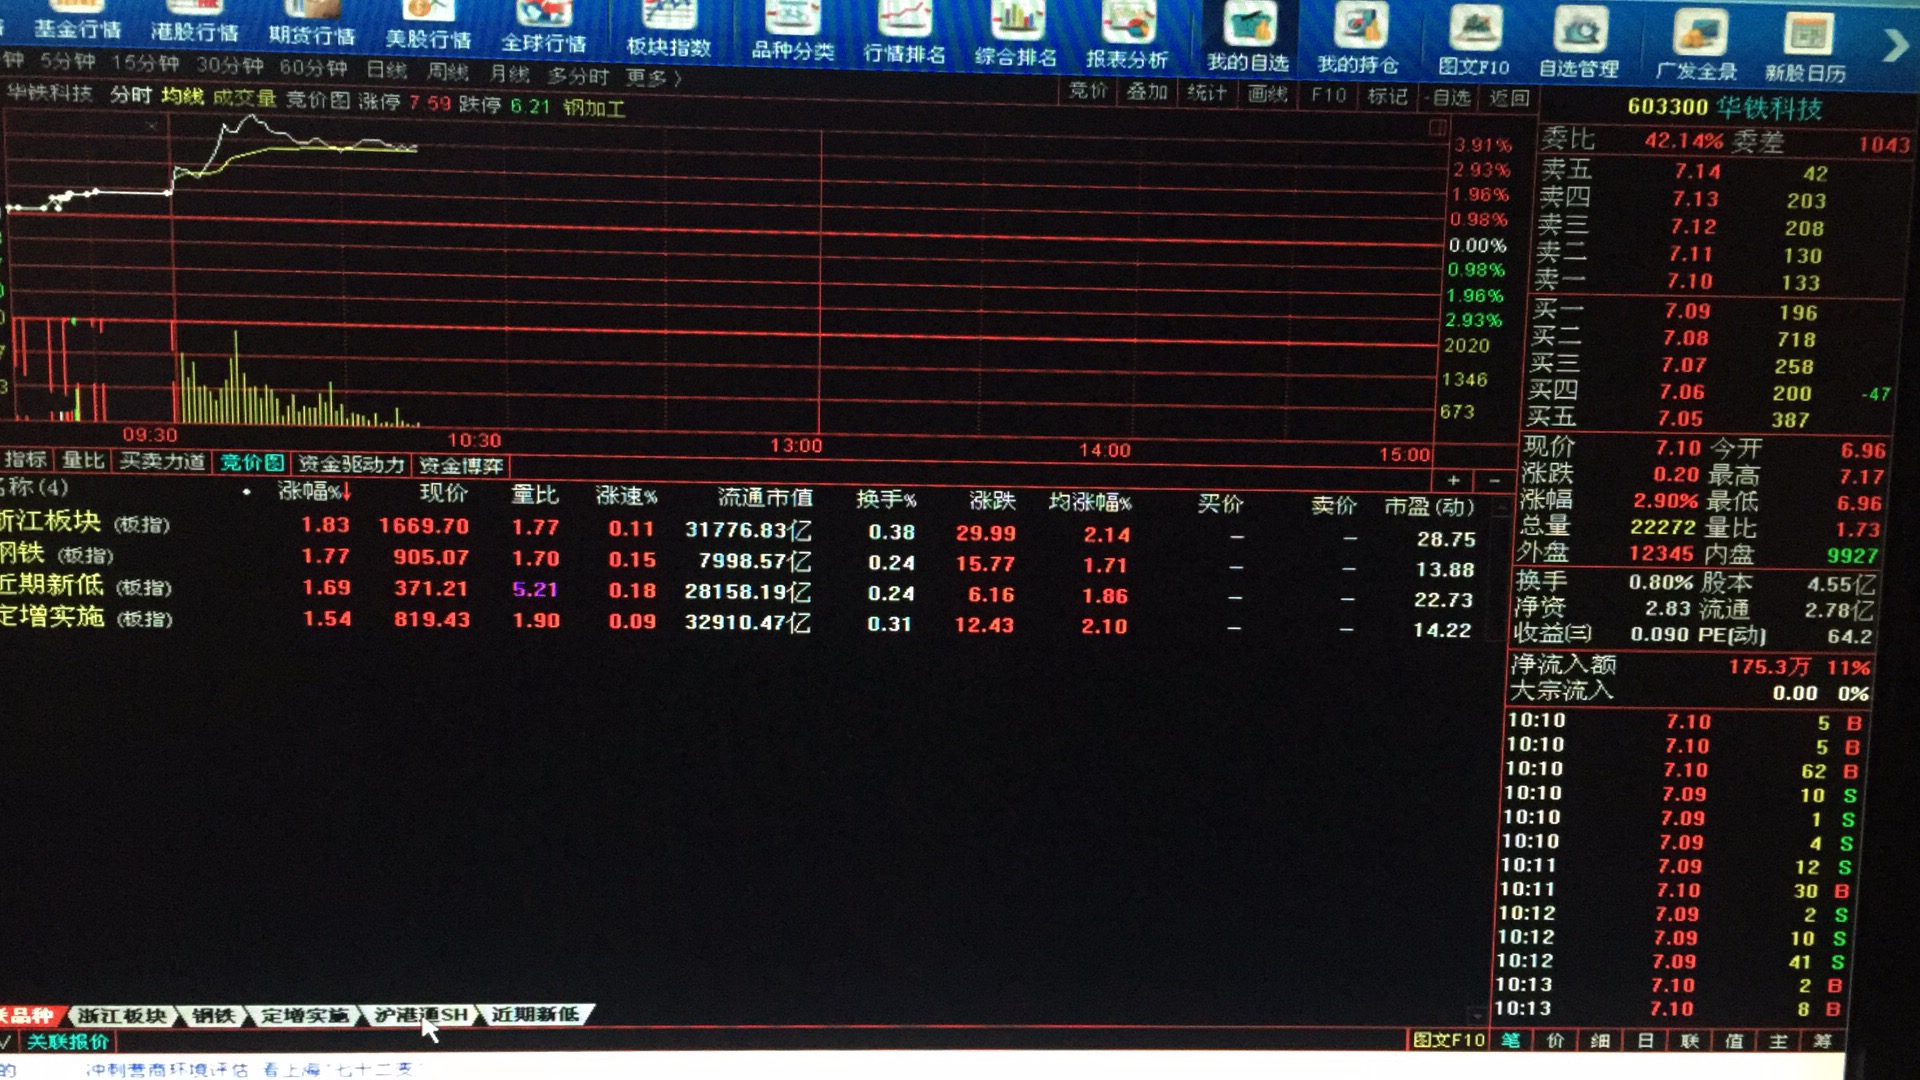 基金行情 港股行情 期货行情 美股行情 全球行情 板块指数 品种分类 行情排名 综合排名 报表分析 我的自选 我的持仓 图文F10 自选管理 广发全景 新股日历
钟 5分钟 15分钟 30分钟 60分钟 日线 周线 月线 多分时 更多
竞价 叠加 统计 画线 F10 标记 -自选 返回
华铁科技 分时 均线 成交量 竞价图 涨停 7.59 跌停 6.21 钢加工
3.91%
2.93%
1.96%
0.98%
0.00%
0.98%
1.96%
2.93%
2020
1346
673
09:30 10:30 13:00 14:00 15:00
指标 量比 买卖力道 竞价图 资金驱动力 资金博弈
+ -
名称(4) 涨幅%↓ 现价 量比 涨速% 流通市值 换手% 涨跌 均涨幅% 买价 卖价 市盈(动)
浙江板块 (板指) 1.83 1669.70 1.77 0.11 31776.83亿 0.38 29.99 2.14 — — 28.75
钢铁 (板指) 1.77 905.07 1.70 0.15 7998.57亿 0.24 15.77 1.71 — — 13.88
近期新低 (板指) 1.69 371.21 5.21 0.18 28158.19亿 0.24 6.16 1.86 — — 22.73
定增实施 (板指) 1.54 819.43 1.90 0.09 32910.47亿 0.31 12.43 2.10 — — 14.22
603300 华铁科技
委比 42.14% 委差 1043
卖五 7.14 42
卖四 7.13 203
卖三 7.12 208
卖二 7.11 130
卖一 7.10 133
买一 7.09 196
买二 7.08 718
买三 7.07 258
买四 7.06 200 -47
买五 7.05 387
现价 7.10 今开 6.96
涨跌 0.20 最高 7.17
涨幅 2.90% 最低 6.96
总量 22272 量比 1.73
外盘 12345 内盘 9927
换手 0.80% 股本 4.55亿
净资 2.83 流通 2.78亿
收益(三) 0.090 PE(动) 64.2
净流入额 175.3万 11%
大宗流入 0.00 0%
10:10 7.10 5 B
10:10 7.10 5 B
10:10 7.10 62 B
10:10 7.09 10 S
10:10 7.09 1 S
10:10 7.09 4 S
10:11 7.09 12 S
10:11 7.10 30 B
10:12 7.09 2 S
10:12 7.09 10 S
10:12 7.09 41 S
10:13 7.10 2 B
10:13 7.10 8 B
联品种 浙江板块 钢铁 定增实施 沪港通SH 近期新低
关联报价 图文F10 笔 价 细 日 联 值 主 筹
的 冲刺营商环境评估 看上海"七十二变"